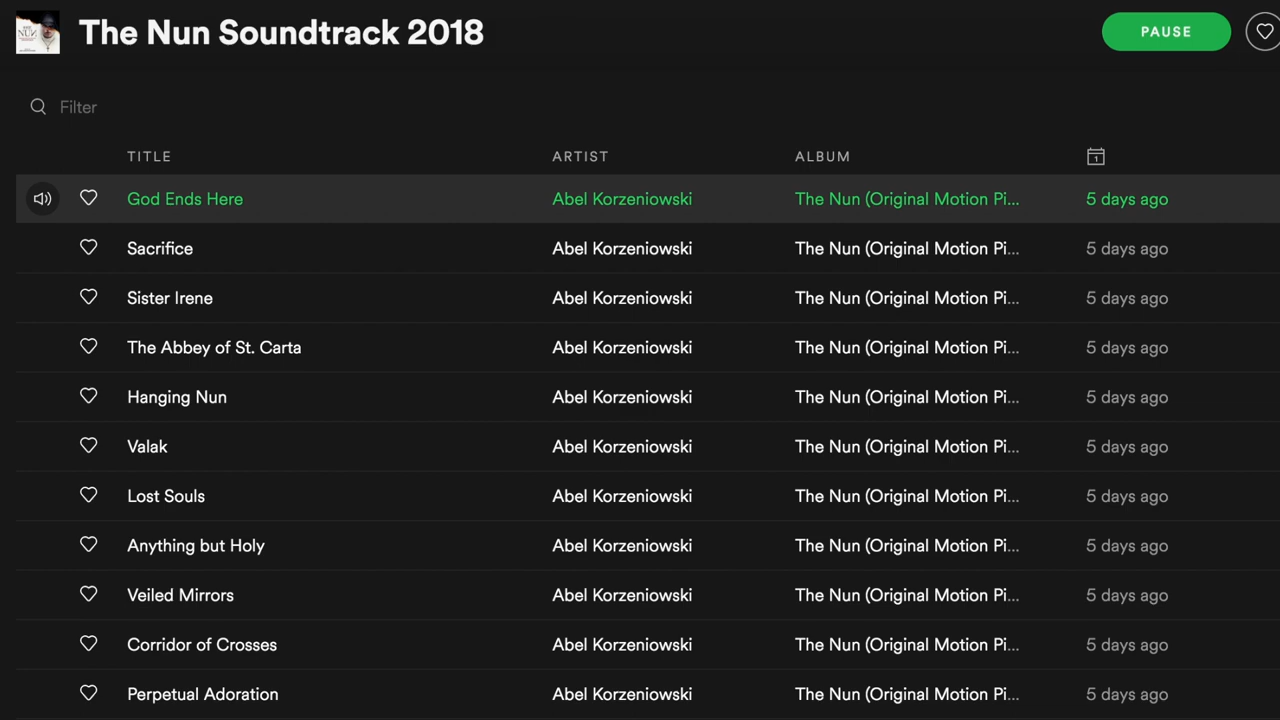 The Nun Soundtrack 2018
PAUSE
Filter
TITLE ARTIST ALBUM
God Ends Here Abel Korzeniowski The Nun (Original Motion Pi... 5 days ago
Sacrifice Abel Korzeniowski The Nun (Original Motion Pi... 5 days ago
Sister Irene Abel Korzeniowski The Nun (Original Motion Pi... 5 days ago
The Abbey of St. Carta Abel Korzeniowski The Nun (Original Motion Pi... 5 days ago
Hanging Nun Abel Korzeniowski The Nun (Original Motion Pi... 5 days ago
Valak Abel Korzeniowski The Nun (Original Motion Pi... 5 days ago
Lost Souls Abel Korzeniowski The Nun (Original Motion Pi... 5 days ago
Anything but Holy Abel Korzeniowski The Nun (Original Motion Pi... 5 days ago
Veiled Mirrors Abel Korzeniowski The Nun (Original Motion Pi... 5 days ago
Corridor of Crosses Abel Korzeniowski The Nun (Original Motion Pi... 5 days ago
Perpetual Adoration Abel Korzeniowski The Nun (Original Motion Pi... 5 days ago